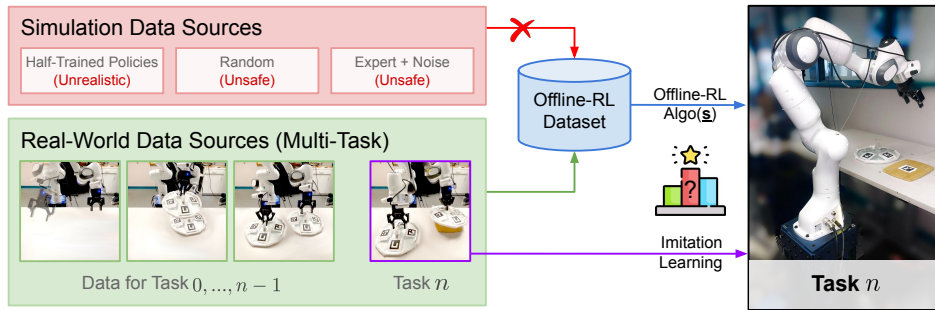 Simulation Data Sources
Half-Trained Policies
(Unrealistic)
Random
(Unsafe)
Expert + Noise
(Unsafe)
Real-World Data Sources (Multi-Task)
Data for Task 0, ..., n − 1
Task n
Offline-RL
Dataset
Offline-RL
Algo(s)
?
Imitation
Learning
Task n